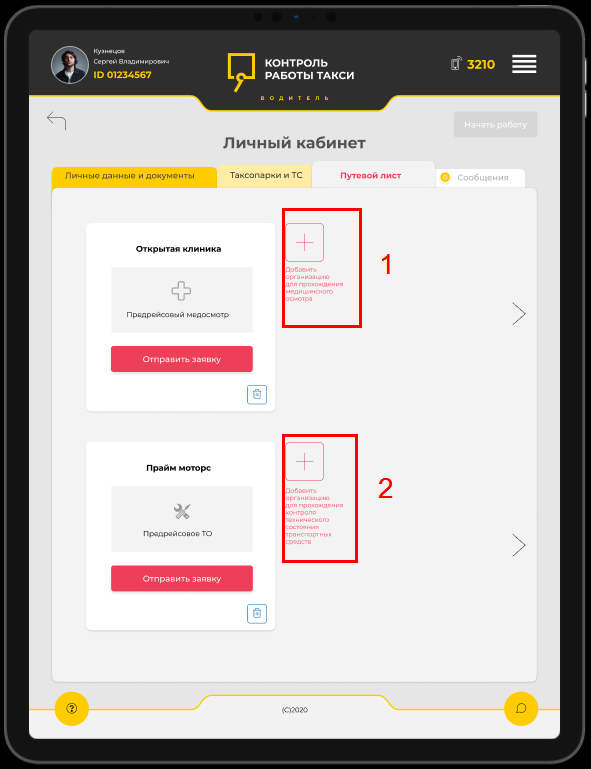 Кузнецов
Сергей Владимирович
ID 01234567
КОНТРОЛЬ
РАБОТЫ ТАКСИ
ВОДИТЕЛЬ
3210
Начать работу
Личный кабинет
Личные данные и документы
Таксопарки и ТС
Путевой лист
0 Сообщения
Открытая клиника
Предрейсовый медосмотр
Отправить заявку
Добавить
организацию
для прохождения
медицинского
осмотра
1
Прайм моторс
Предрейсовое ТО
Отправить заявку
Добавить
организацию
для прохождения
контроля
технического
состояния
транспортных
средств
2
?
(С)2020